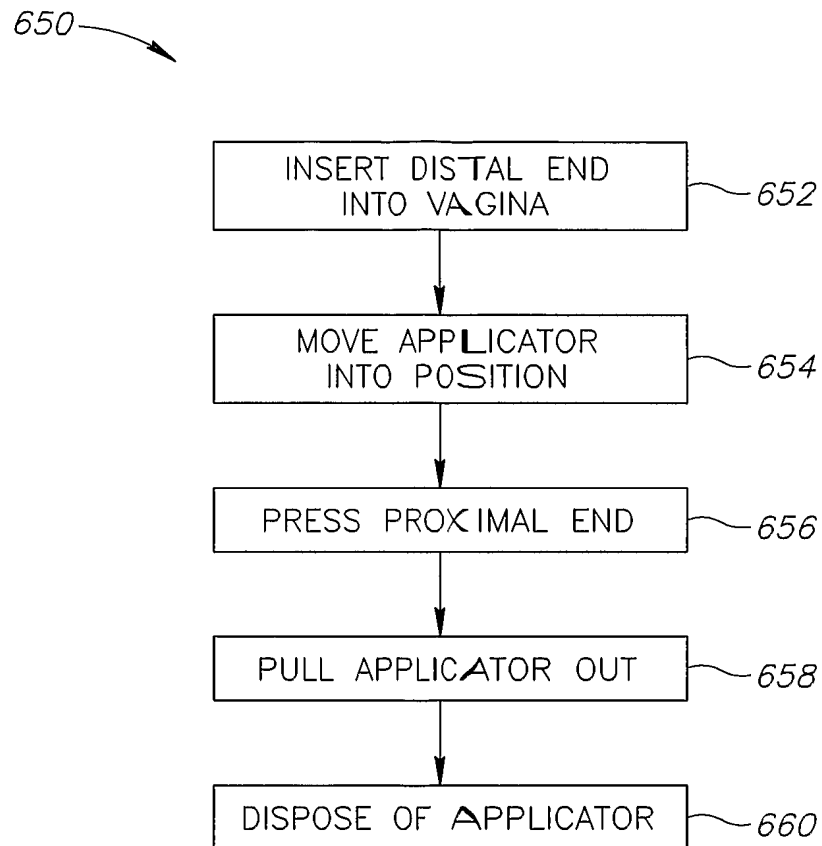 650
INSERT DISTAL END
INTO VAGINA
652
MOVE APPLICATOR
INTO POSITION
654
PRESS PROXIMAL END
656
PULL APPLICATOR OUT
658
DISPOSE OF APPLICATOR
660